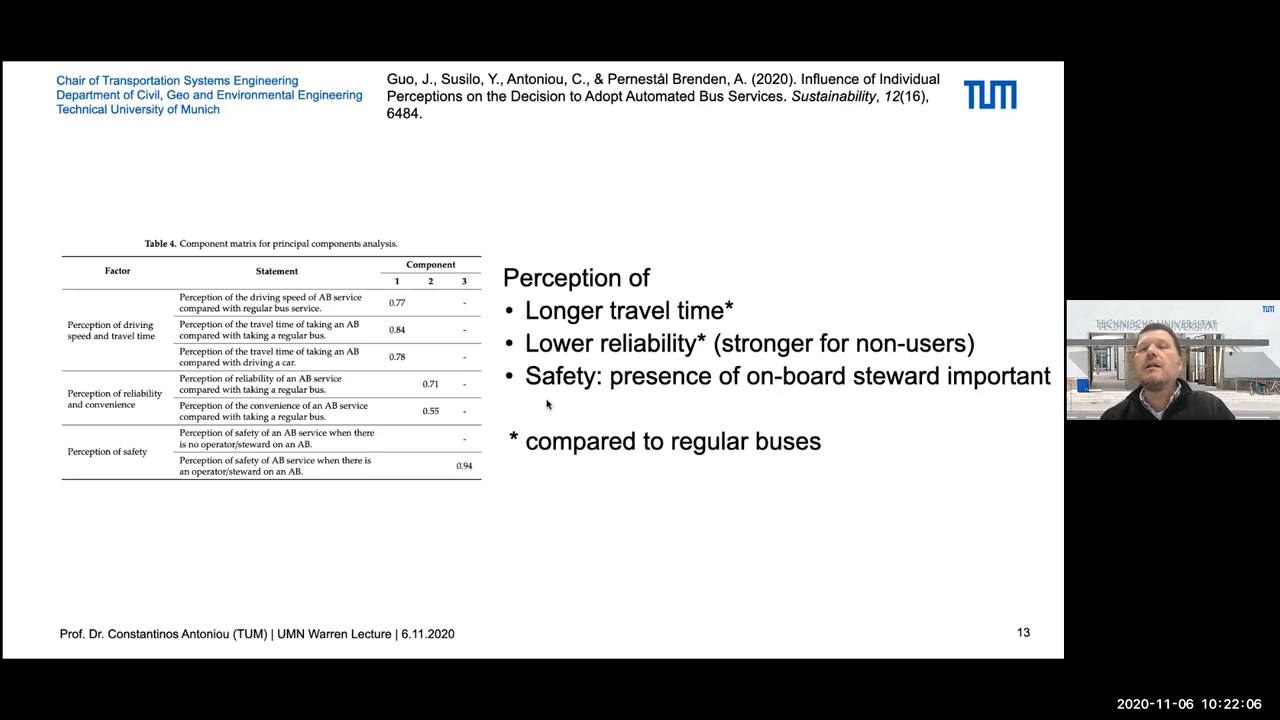 Chair of Transportation Systems Engineering
Department of Civil, Geo and Environmental Engineering
Technical University of Munich
Guo, J., Susilo, Y., Antoniou, C., & Pernestål Brenden, A. (2020). Influence of Individual
Perceptions on the Decision to Adopt Automated Bus Services. Sustainability, 12(16),
6484.
TUM
Table 4. Component matrix for principal components analysis.
Factor Statement Component
1 2 3
Perception of driving speed and travel time
Perception of the driving speed of AB service
compared with regular bus service. 0.77 -
Perception of the travel time of taking an AB
compared with taking a regular bus. 0.84 -
Perception of the travel time of taking an AB
compared with driving a car. 0.78 -
Perception of reliability and convenience
Perception of reliability of an AB service
compared with taking a regular bus. 0.71 -
Perception of the convenience of an AB service
compared with taking a regular bus. 0.55 -
Perception of safety
Perception of safety of an AB service when there
is no operator/steward on an AB. -
Perception of safety of AB service when there is
an operator/steward on an AB. 0.94
Perception of
• Longer travel time*
• Lower reliability* (stronger for non-users)
• Safety: presence of on-board steward important
* compared to regular buses
TUM
TECHNISCHE UNIVERSITÄT
Prof. Dr. Constantinos Antoniou (TUM) | UMN Warren Lecture | 6.11.2020
13
2020-11-06 10:22:06